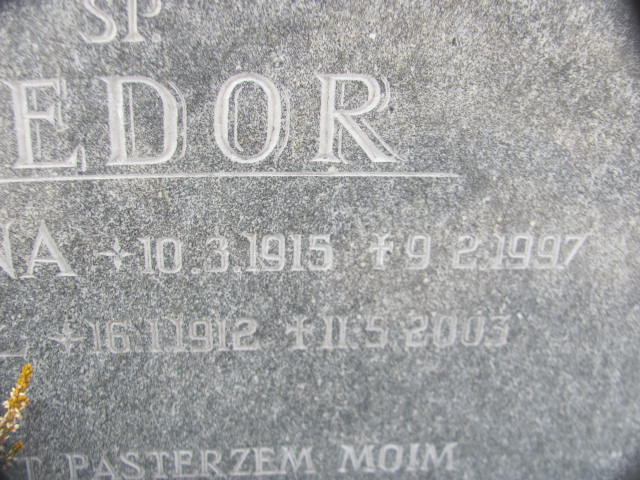 SP.
EDOR
NA +10.3.1915 †9.2.1997
L +16.1.1912 †11.5.2003
PASTERZEM MOIM